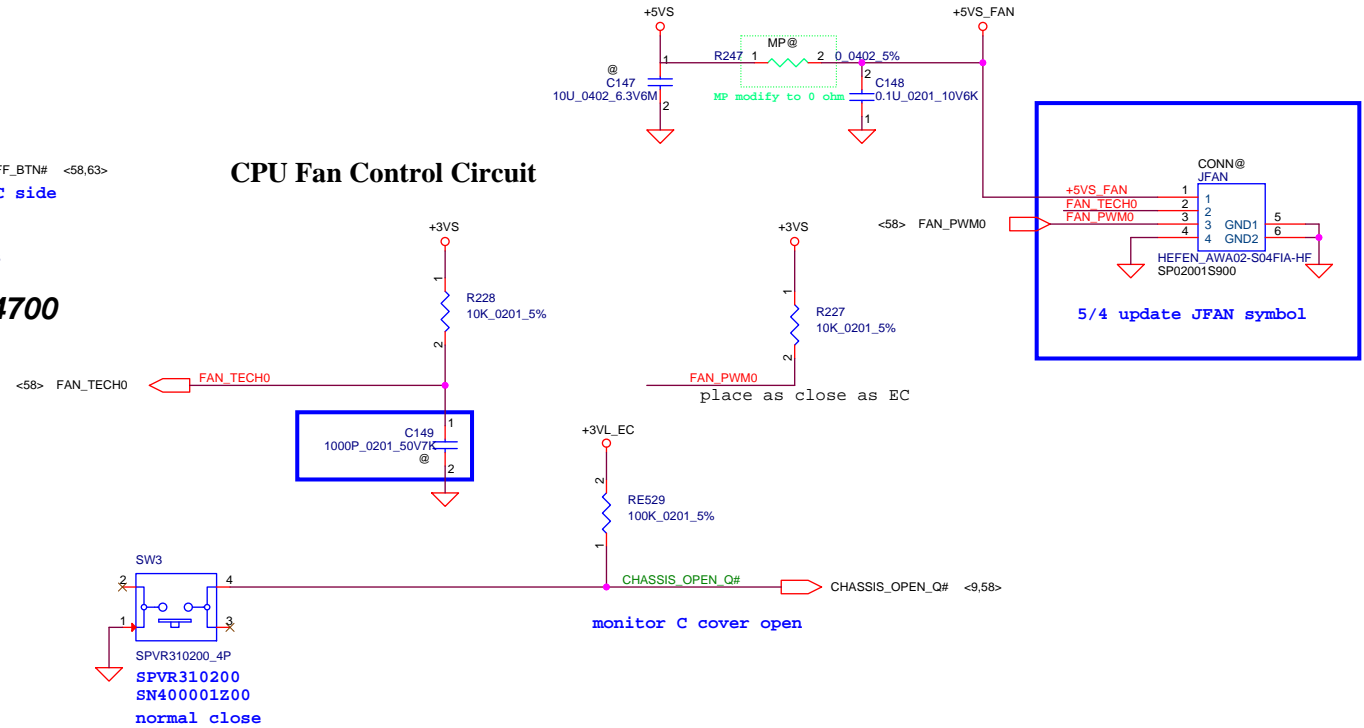 +5VS
+5VS_FAN
MP@
R247 1 2 0_0402_5%
1
@
C147
10U_0402_6.3V6M
2
MP modify to 0 ohm
2
C148
0.1U_0201_10V6K
1
FF_BTN# <58,63>
C side
CPU Fan Control Circuit
4700
CONN@
JFAN
+5VS_FAN 1 1
FAN_TECH0 2 2
<58> FAN_PWM0
FAN_PWM0 3 3 GND1 5
4 4 GND2 6
HEFEN_AWA02-S04FIA-HF
SP02001S900
5/4 update JFAN symbol
+3VS
1
R228
10K_0201_5%
2
+3VS
1
R227
10K_0201_5%
2
<58> FAN_TECH0
FAN_TECH0
FAN_PWM0
place as close as EC
1
C149
1000P_0201_50V7K
@
2
+3VL_EC
2
RE529
100K_0201_5%
1
SW3
2 4
1 3
CHASSIS_OPEN_Q#
CHASSIS_OPEN_Q# <9,58>
monitor C cover open
SPVR310200_4P
SPVR310200
SN400001Z00
normal close